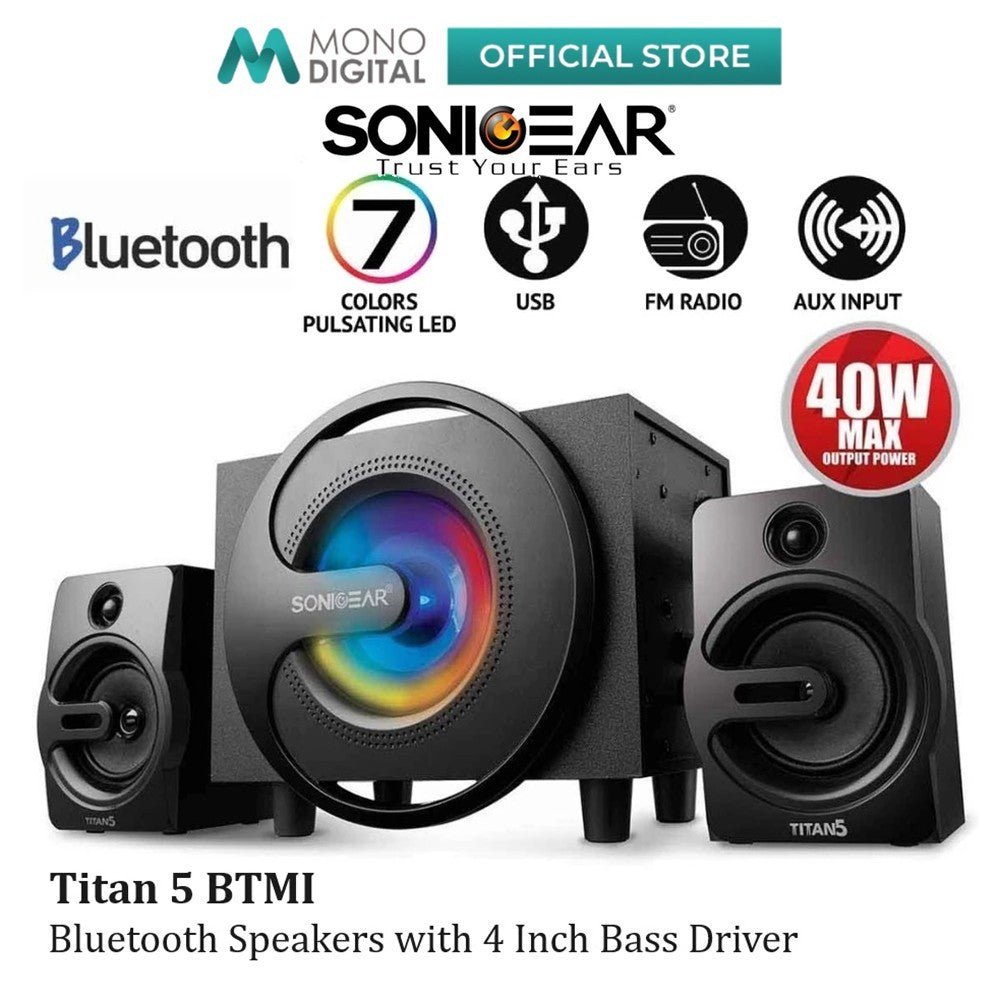 MONO
DIGITAL
OFFICIAL STORE
SONICGEAR®
Trust Your Ears
Bluetooth
7
COLORS
PULSATING LED
USB
FM RADIO
AUX INPUT
40W
MAX
OUTPUT POWER
SONICGEAR®
TITAN5
TITAN5
Titan 5 BTMI
Bluetooth Speakers with 4 Inch Bass Driver